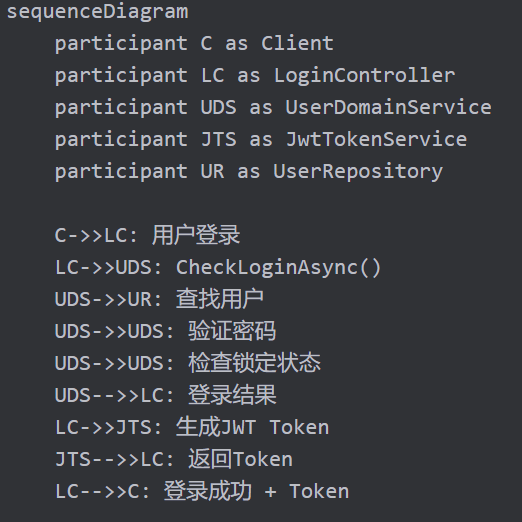 sequenceDiagram
    participant C as Client
    participant LC as LoginController
    participant UDS as UserDomainService
    participant JTS as JwtTokenService
    participant UR as UserRepository

    C->>LC: 用户登录
    LC->>UDS: CheckLoginAsync()
    UDS->>UR: 查找用户
    UDS->>UDS: 验证密码
    UDS->>UDS: 检查锁定状态
    UDS-->>LC: 登录结果
    LC->>JTS: 生成JWT Token
    JTS-->>LC: 返回Token
    LC-->>C: 登录成功 + Token